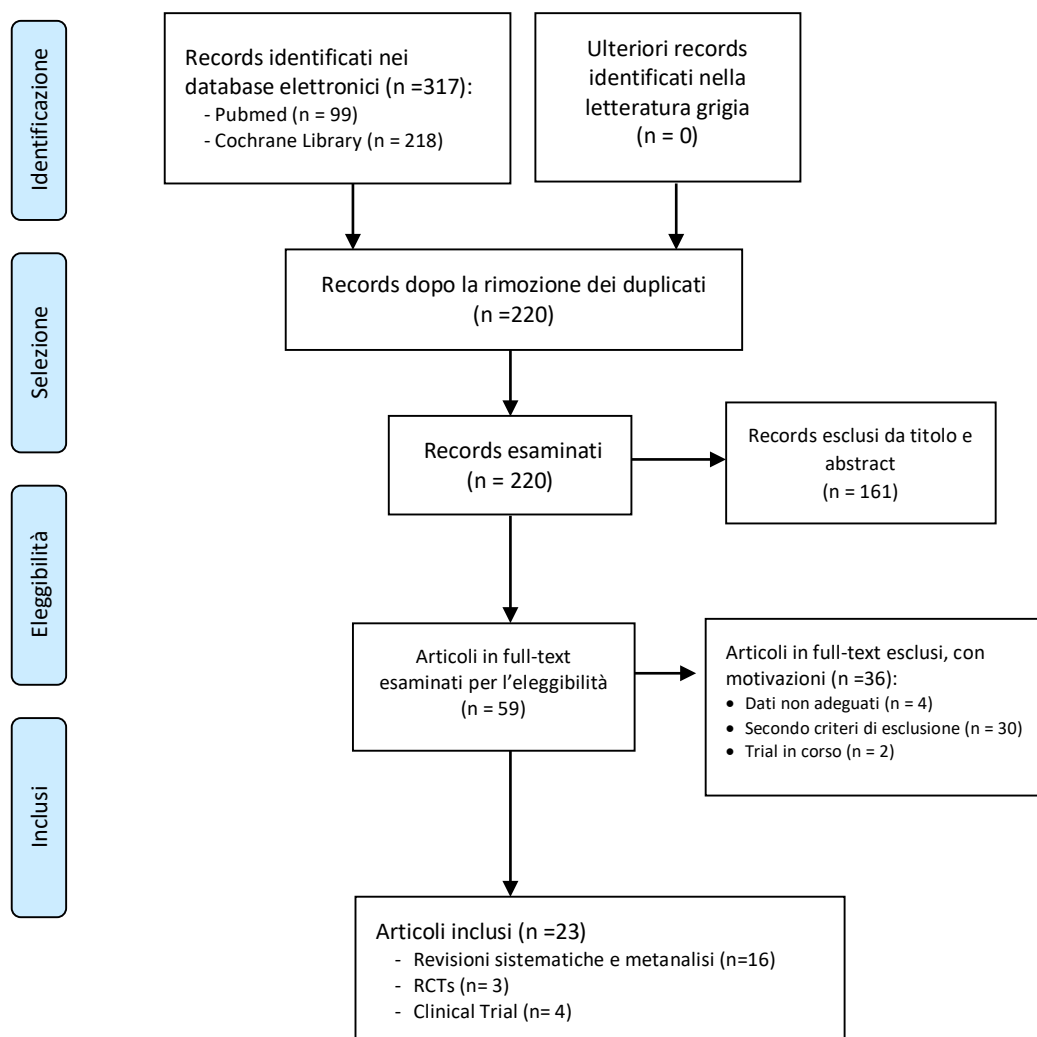 Identificazione
Records identificati nei
database elettronici (n =317):
- Pubmed (n = 99)
- Cochrane Library (n = 218)
Ulteriori records
identificati nella
letteratura grigia
(n = 0)
Selezione
Records dopo la rimozione dei duplicati
(n =220)
Records esaminati
(n = 220)
Records esclusi da titolo e
abstract
(n = 161)
Eleggibilità
Articoli in full-text
esaminati per l'eleggibilità
(n = 59)
Articoli in full-text esclusi, con
motivazioni (n =36):
• Dati non adeguati (n = 4)
• Secondo criteri di esclusione (n = 30)
• Trial in corso (n = 2)
Inclusi
Articoli inclusi (n =23)
- Revisioni sistematiche e metanalisi (n=16)
- RCTs (n= 3)
- Clinical Trial (n= 4)